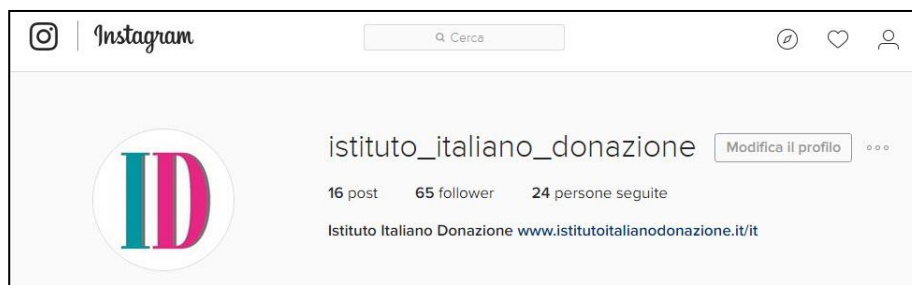 Instagram
Cerca
istituto_italiano_donazione Modifica il profilo
16 post 65 follower 24 persone seguite
Istituto Italiano Donazione www.istitutoitalianodonazione.it/it
ID